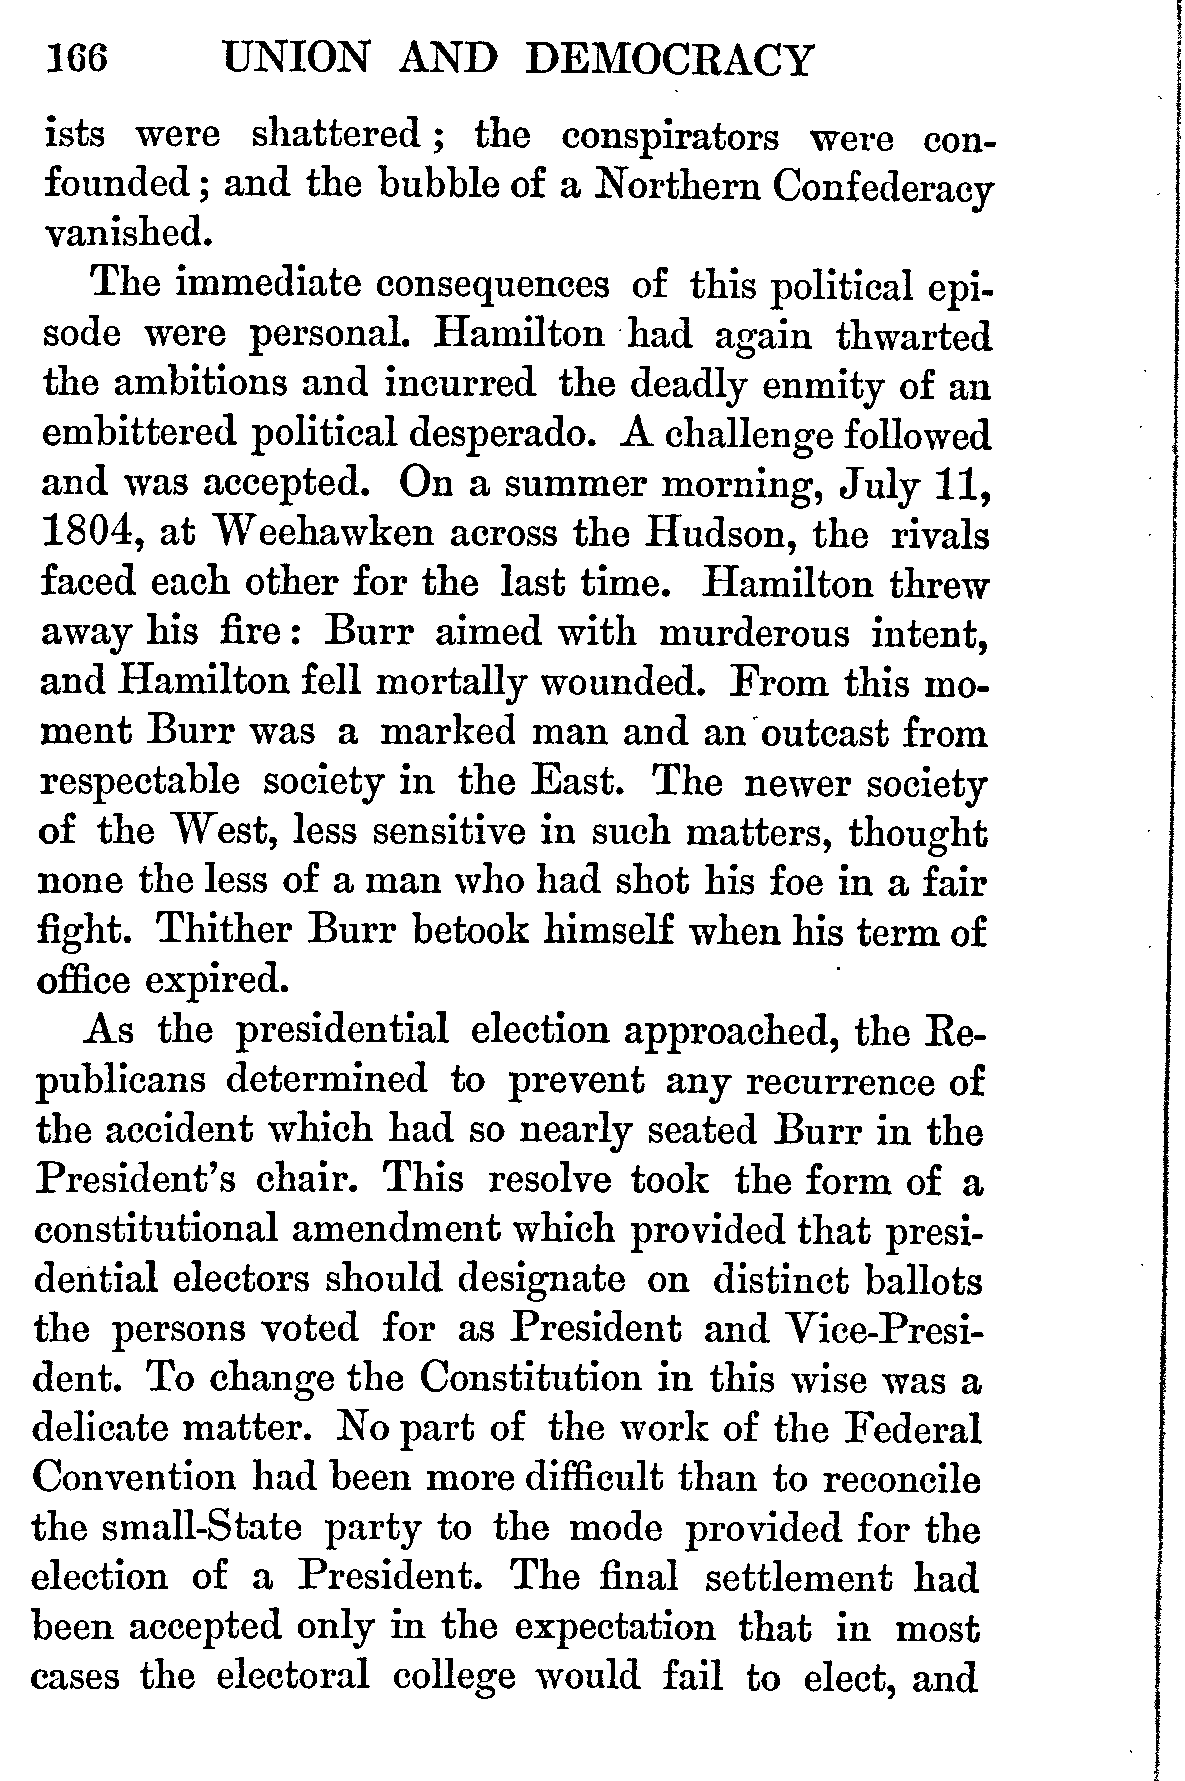 166 UNION AND DEMOCRACY
ists were shattered ; the conspirators were con-
founded ; and the bubble of a Northern Confederacy
vanished.
The immediate consequences of this political epi-
sode were personal. Hamilton had again thwarted
the ambitions and incurred the deadly enmity of an
embittered political desperado. A challenge followed
and was accepted. On a summer morning, July 11,
1804, at Weehawken across the Hudson, the rivals
faced each other for the last time. Hamilton threw
away his fire : Burr aimed with murderous intent,
and Hamilton fell mortally wounded. From this mo-
ment Burr was a marked man and an outcast from
respectable society in the East. The newer society
of the West, less sensitive in such matters, thought
none the less of a man who had shot his foe in a fair
fight. Thither Burr betook himself when his term of
office expired.
As the presidential election approached, the Re-
publicans determined to prevent any recurrence of
the accident which had so nearly seated Burr in the
President's chair. This resolve took the form of a
constitutional amendment which provided that presi-
dential electors should designate on distinct ballots
the persons voted for as President and Vice-Presi-
dent. To change the Constitution in this wise was a
delicate matter. No part of the work of the Federal
Convention had been more difficult than to reconcile
the small-State party to the mode provided for the
election of a President. The final settlement had
been accepted only in the expectation that in most
cases the electoral college would fail to elect, and